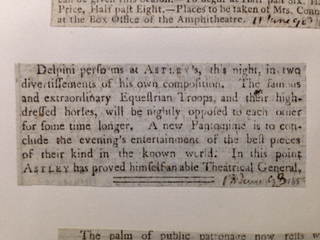 at the Box Office of the Amphitheatre.
Price, Half past Eight.—Places to be taken of Mrs. Conn
Delpini performs at ASTLEY's, this night, in two
divertissements of his own composition. The famous
and extraordinary Equestrian Troops, and their high-
dressed horses, will be nightly opposed to each other
for some time longer. A new Pantomime is to con-
clude the evening's entertainment of the best pieces
of their kind in the known world. In this point
ASTLEY has proved himself an able Theatrical General,
The palm of public patronage now rests w